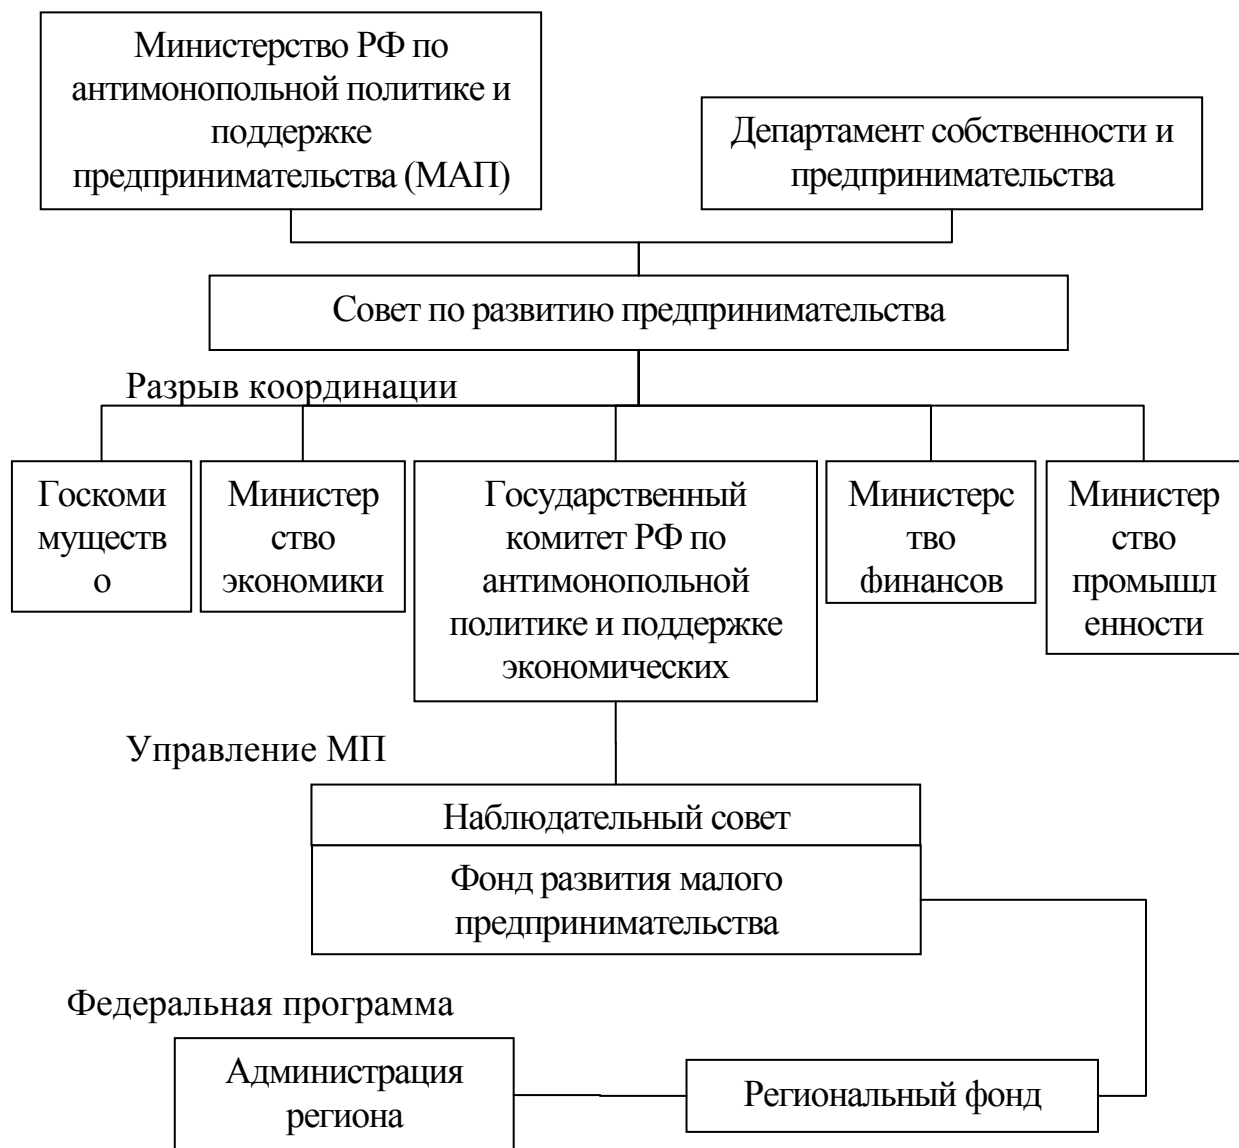 Министерство РФ по
антимонопольной политике и
поддержке
предпринимательства (МАП)
Департамент собственности и
предпринимательства
Совет по развитию предпринимательства
Разрыв координации
Госкоми
муществ
о
Министер
ство
экономики
Государственный
комитет РФ по
антимонопольной
политике и поддержке
экономических
Министерс
тво
финансов
Министер
ство
промышл
енности
Управление МП
Наблюдательный совет
Фонд развития малого
предпринимательства
Федеральная программа
Администрация
региона
Региональный фонд